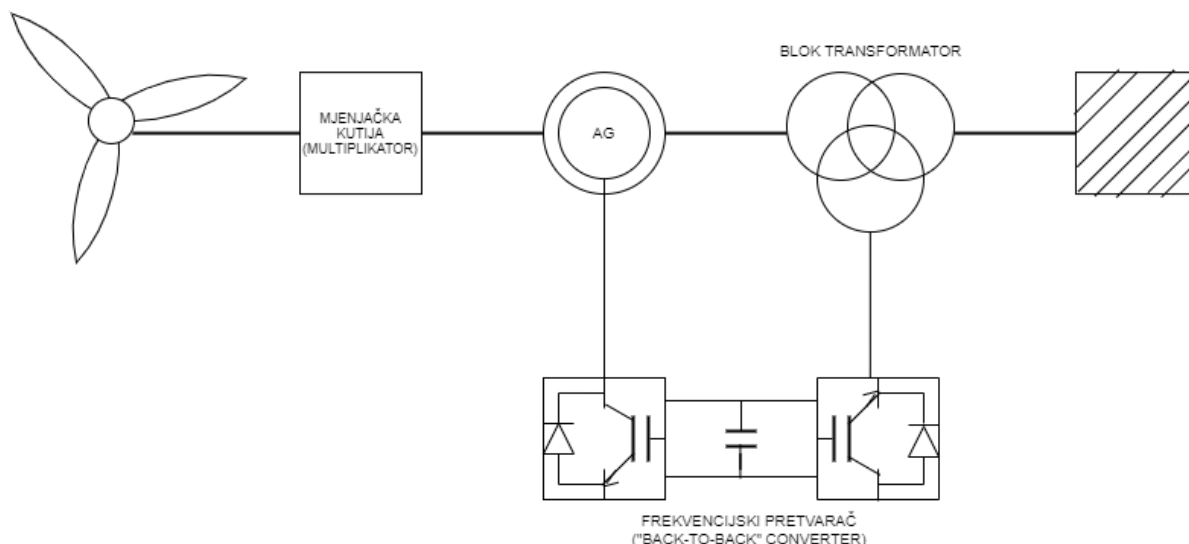 BLOK TRANSFORMATOR
MJENJAČKA
KUTIJA
(MULTIPLIKATOR)
AG
FREKVENCIJSKI PRETVARAČ
("BACK-TO-BACK" CONVERTER)